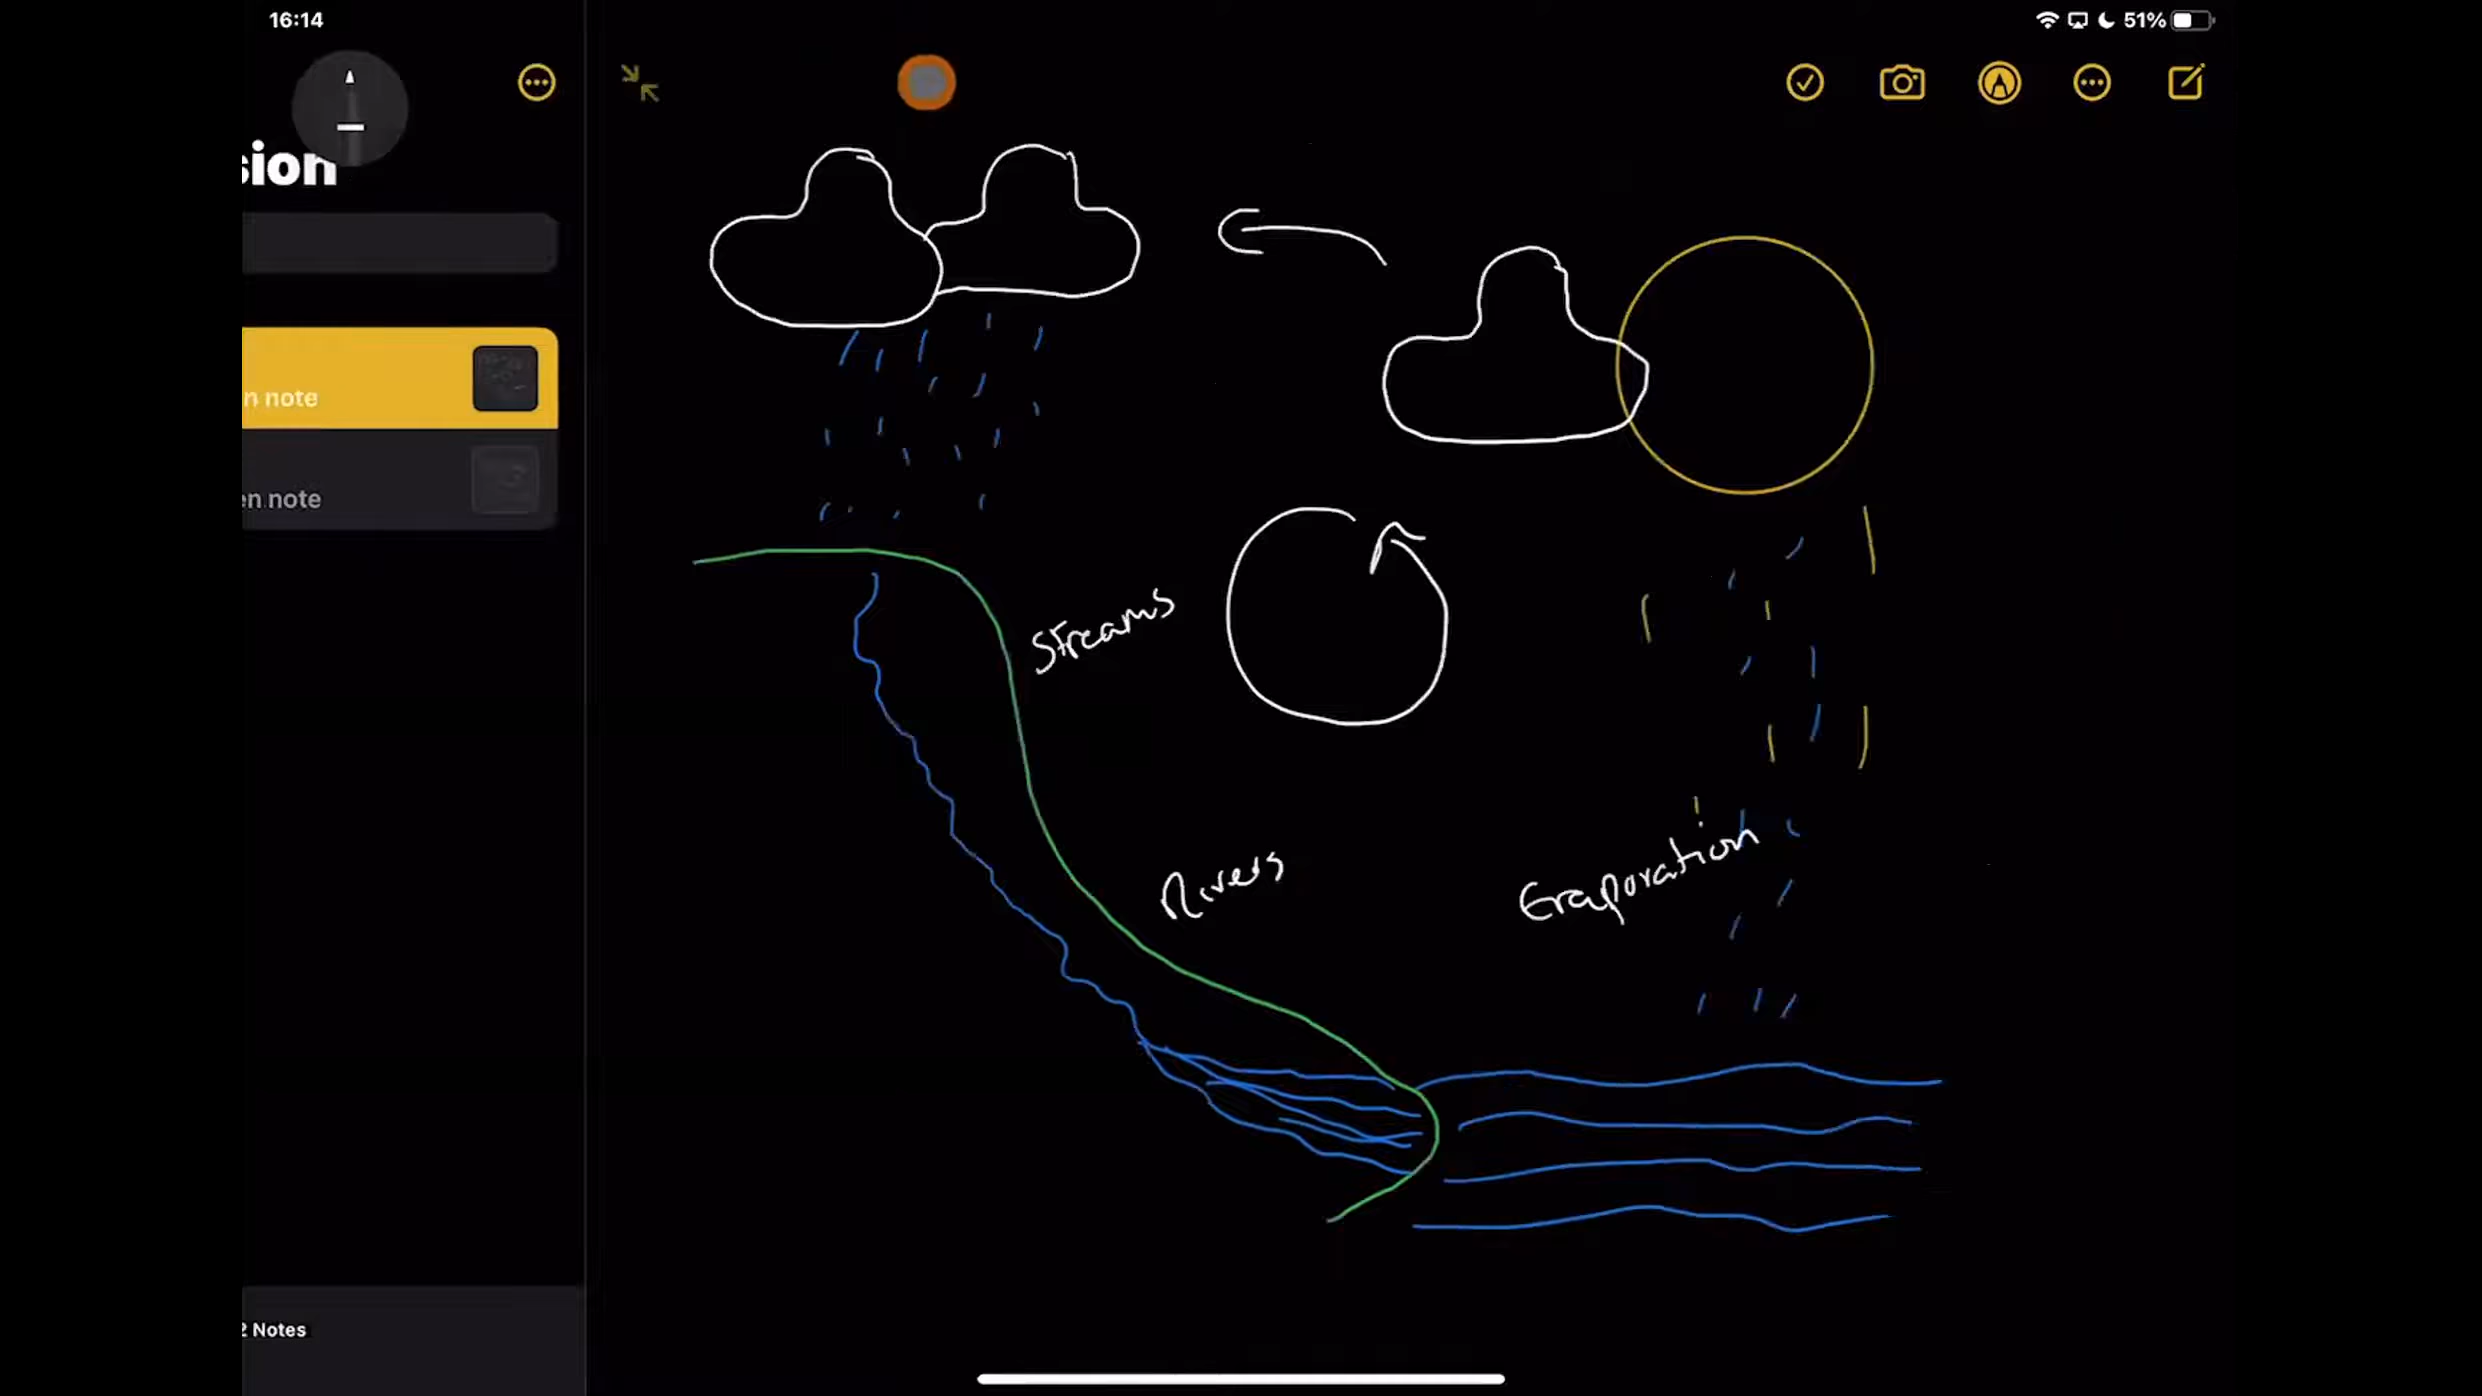 16:14
51%
sion
n note
en note
Streams
Rivers
Evaporation
2 Notes